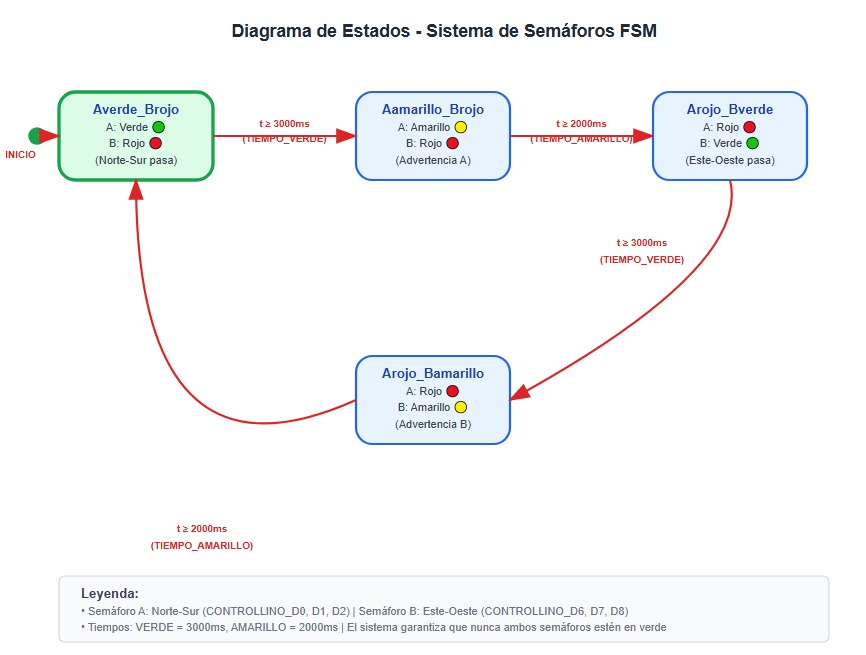 Diagrama de Estados - Sistema de Semáforos FSM
INICIO
Averde_Brojo
A: Verde
B: Rojo
(Norte-Sur pasa)
t ≥ 3000ms
(TIEMPO_VERDE)
Aamarillo_Brojo
A: Amarillo
B: Rojo
(Advertencia A)
t ≥ 2000ms
(TIEMPO_AMARILLO)
Arojo_Bverde
A: Rojo
B: Verde
(Este-Oeste pasa)
t ≥ 3000ms
(TIEMPO_VERDE)
Arojo_Bamarillo
A: Rojo
B: Amarillo
(Advertencia B)
t ≥ 2000ms
(TIEMPO_AMARILLO)
Leyenda:
• Semáforo A: Norte-Sur (CONTROLLINO_D0, D1, D2) | Semáforo B: Este-Oeste (CONTROLLINO_D6, D7, D8)
• Tiempos: VERDE = 3000ms, AMARILLO = 2000ms | El sistema garantiza que nunca ambos semáforos estén en verde